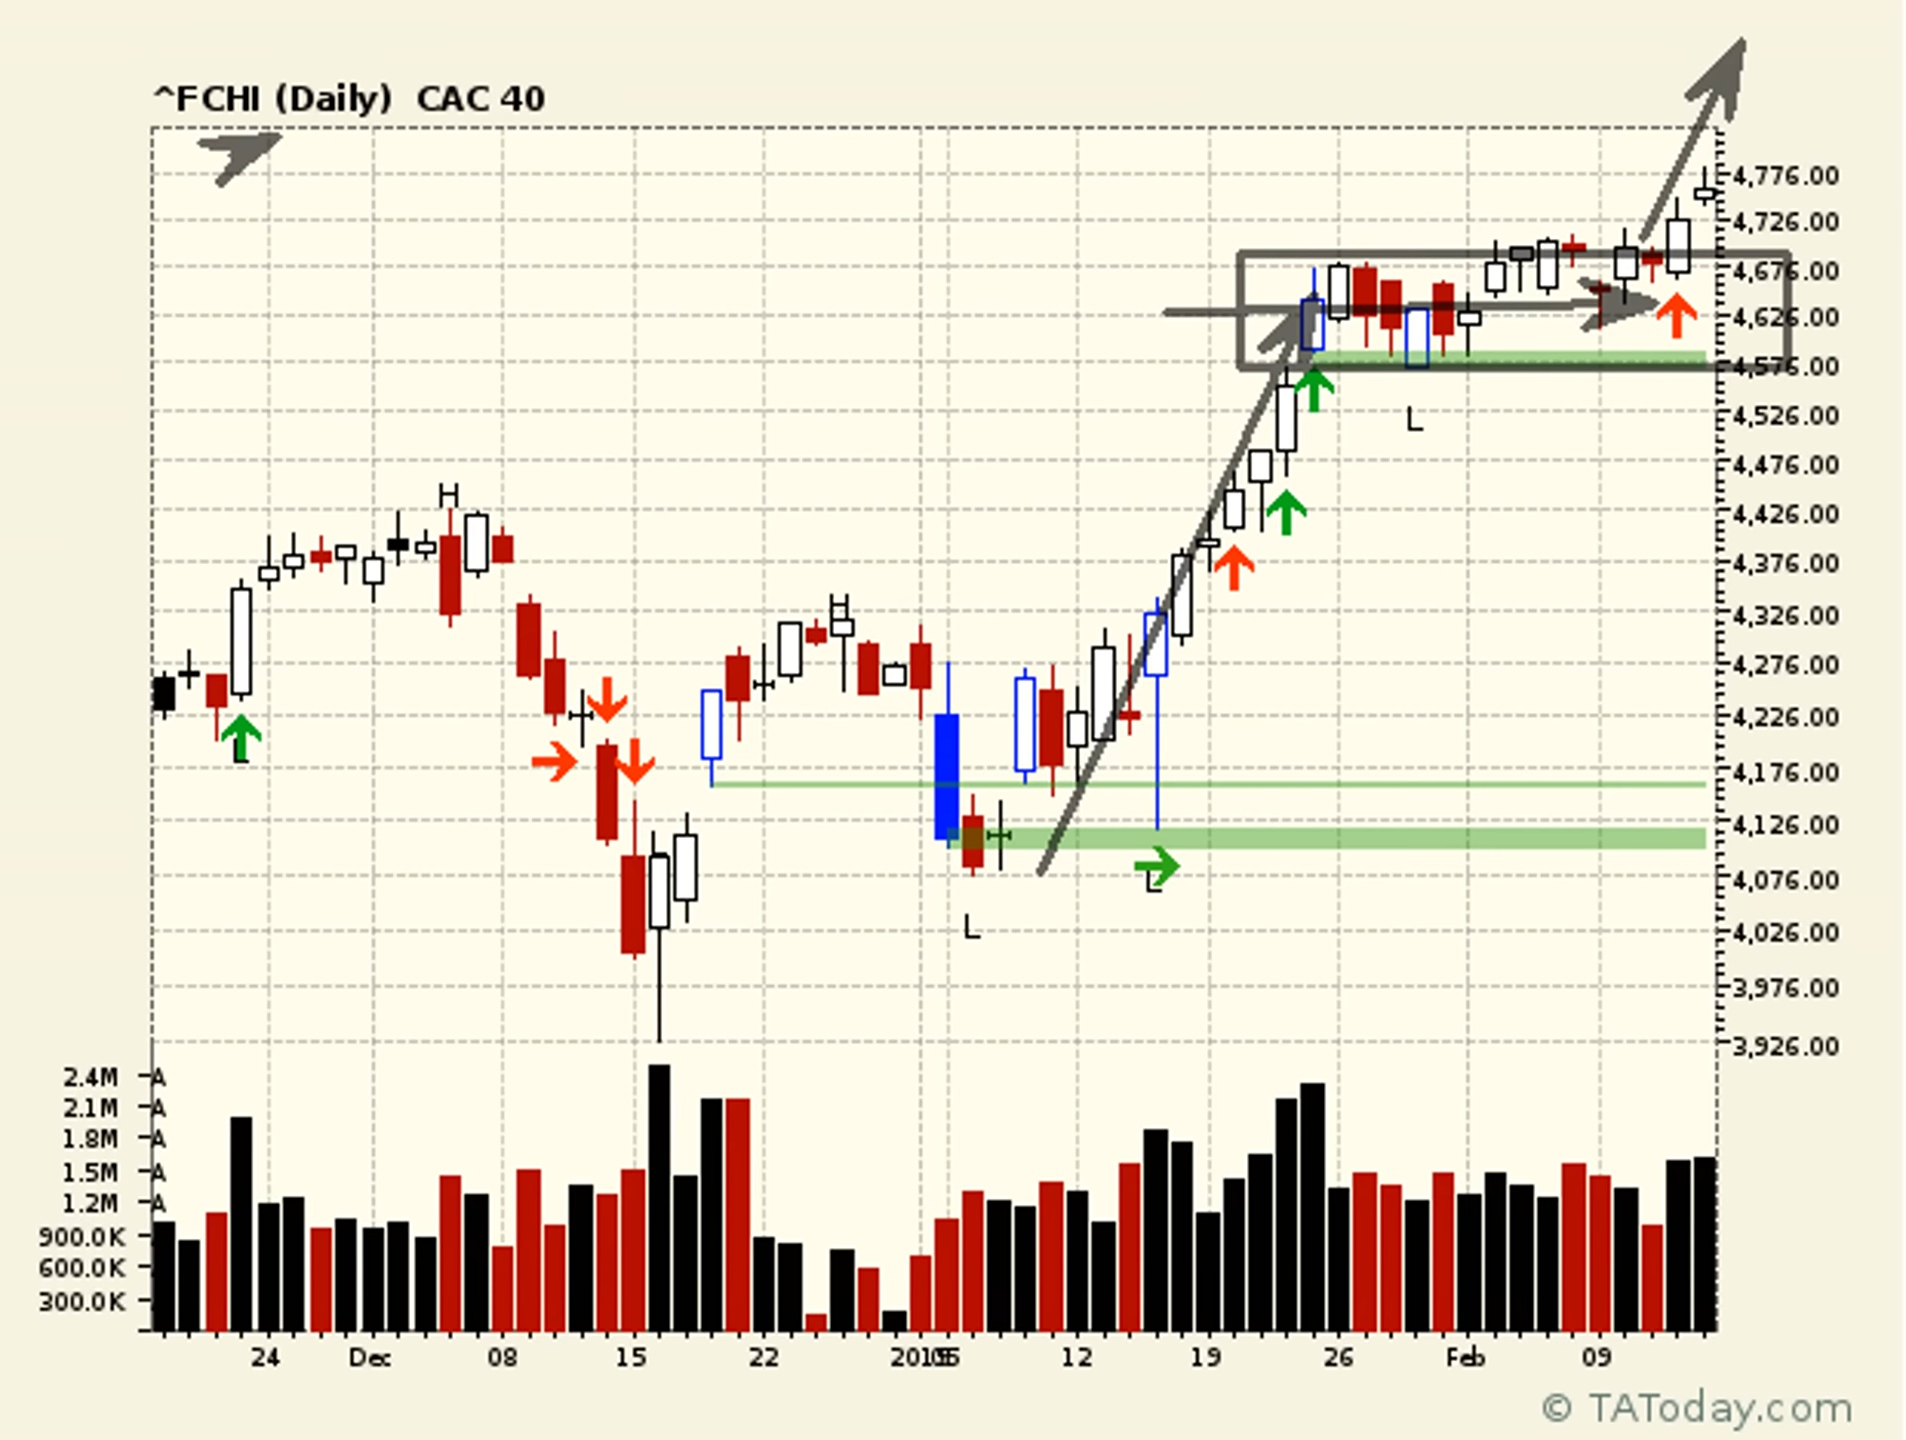 ^FCHI (Daily) CAC 40
4,776.00
4,726.00
4,676.00
4,626.00
4,576.00
4,526.00
4,476.00
4,426.00
4,376.00
4,326.00
4,276.00
4,226.00
4,176.00
4,126.00
4,076.00
4,026.00
3,976.00
3,926.00
H
H
L
L
L
L
2.4M A
2.1M A
1.8M A
1.5M A
1.2M A
900.0K
600.0K
300.0K
24 Dec 08 15 22 2015 12 19 26 Feb 09
© TAToday.com